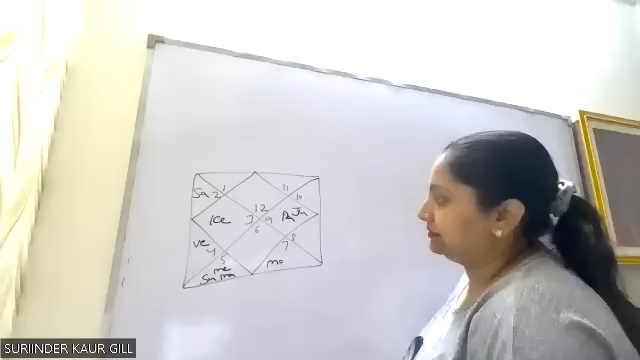 1 11
Sa 2 10
12
Ke 3 9 Ra Ju
6
Ve 4 7 8
5
me mo
Su Ma
SURIINDER KAUR GILL